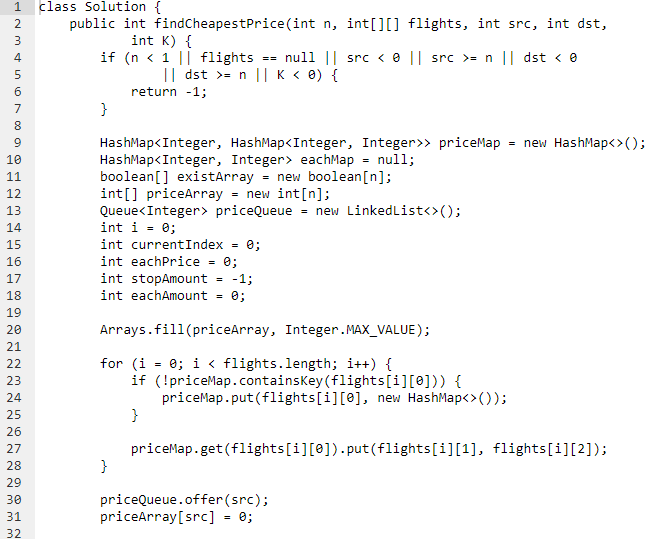 1 class Solution {
2     public int findCheapestPrice(int n, int[][] flights, int src, int dst,
3             int K) {
4         if (n < 1 || flights == null || src < 0 || src >= n || dst < 0
5                 || dst >= n || K < 0) {
6             return -1;
7         }
8
9         HashMap<Integer, HashMap<Integer, Integer>> priceMap = new HashMap<>();
10         HashMap<Integer, Integer> eachMap = null;
11         boolean[] existArray = new boolean[n];
12         int[] priceArray = new int[n];
13         Queue<Integer> priceQueue = new LinkedList<>();
14         int i = 0;
15         int currentIndex = 0;
16         int eachPrice = 0;
17         int stopAmount = -1;
18         int eachAmount = 0;
19
20         Arrays.fill(priceArray, Integer.MAX_VALUE);
21
22         for (i = 0; i < flights.length; i++) {
23             if (!priceMap.containsKey(flights[i][0])) {
24                 priceMap.put(flights[i][0], new HashMap<>());
25             }
26
27             priceMap.get(flights[i][0]).put(flights[i][1], flights[i][2]);
28         }
29
30         priceQueue.offer(src);
31         priceArray[src] = 0;
32